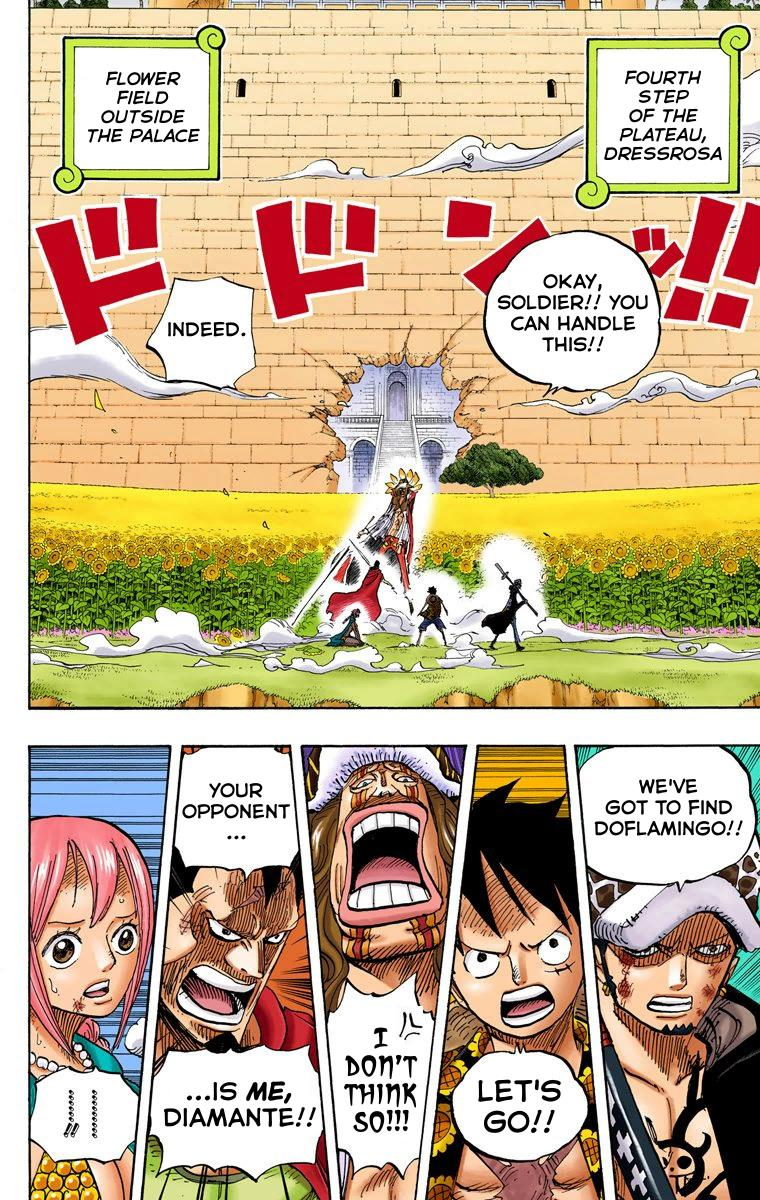 FLOWER
FIELD
OUTSIDE
THE PALACE
FOURTH
STEP
OF THE
PLATEAU,
DRESSROSA
ドドンッ!!
OKAY,
SOLDIER!! YOU
CAN HANDLE
THIS!!
INDEED.
YOUR
OPPONENT
...
...IS ME,
DIAMANTE!!
I
DON'T
THINK
SO!!!
LET'S
GO!!
WE'VE
GOT TO FIND
DOFLAMINGO!!
!!